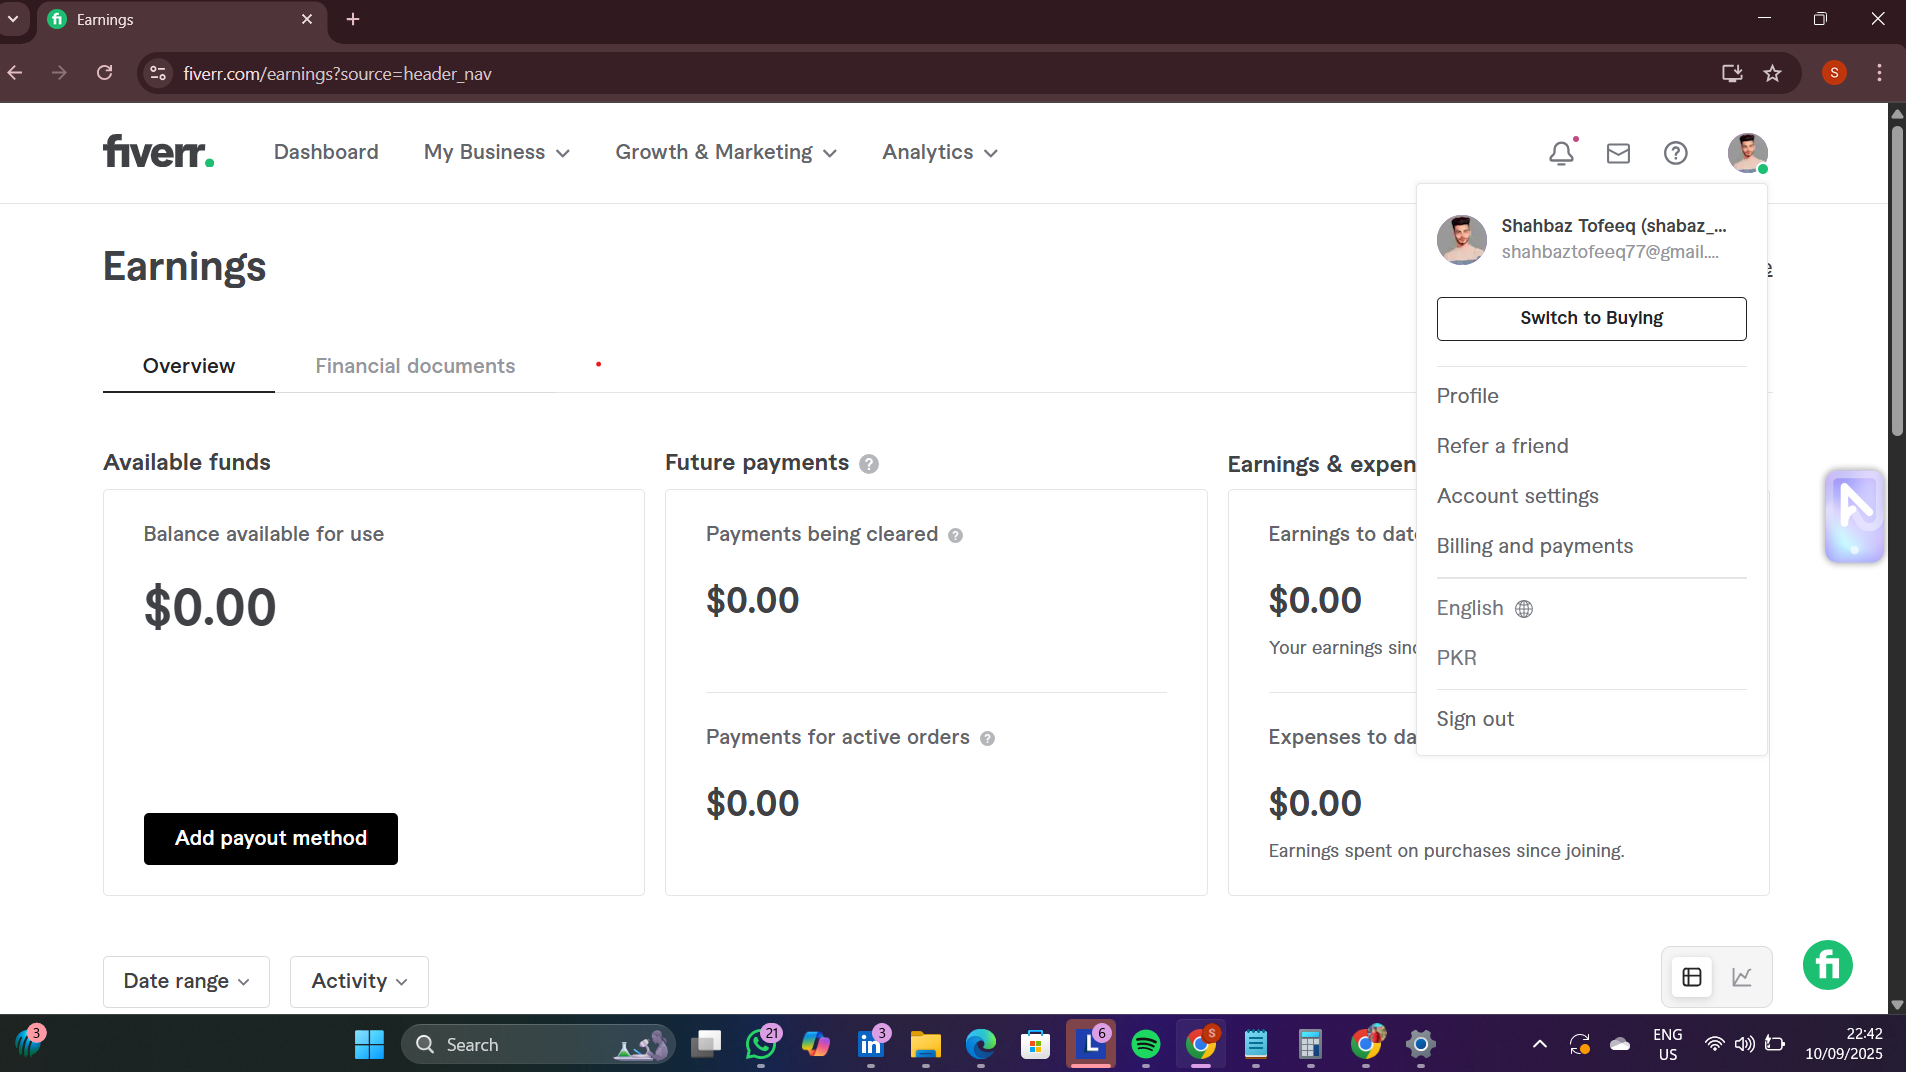 Earnings
fiverr.com/earnings?source=header_nav
fiverr.
Dashboard
My Business
Growth & Marketing
Analytics
Shahbaz Tofeeq (shabaz_...
shahbaztofeeq77@gmail....
Switch to Buying
Profile
Refer a friend
Account settings
Billing and payments
English
PKR
Sign out
Earnings
Overview
Financial documents
Available funds
Balance available for use
$0.00
Add payout method
Future payments ?
Payments being cleared ?
$0.00
Payments for active orders ?
$0.00
Earnings & expen
Earnings to dat
$0.00
Your earnings sinc
Expenses to da
$0.00
Earnings spent on purchases since joining.
Date range
Activity
fi
3
Search
21
3
L
6
S
ENG
US
22:42
10/09/2025